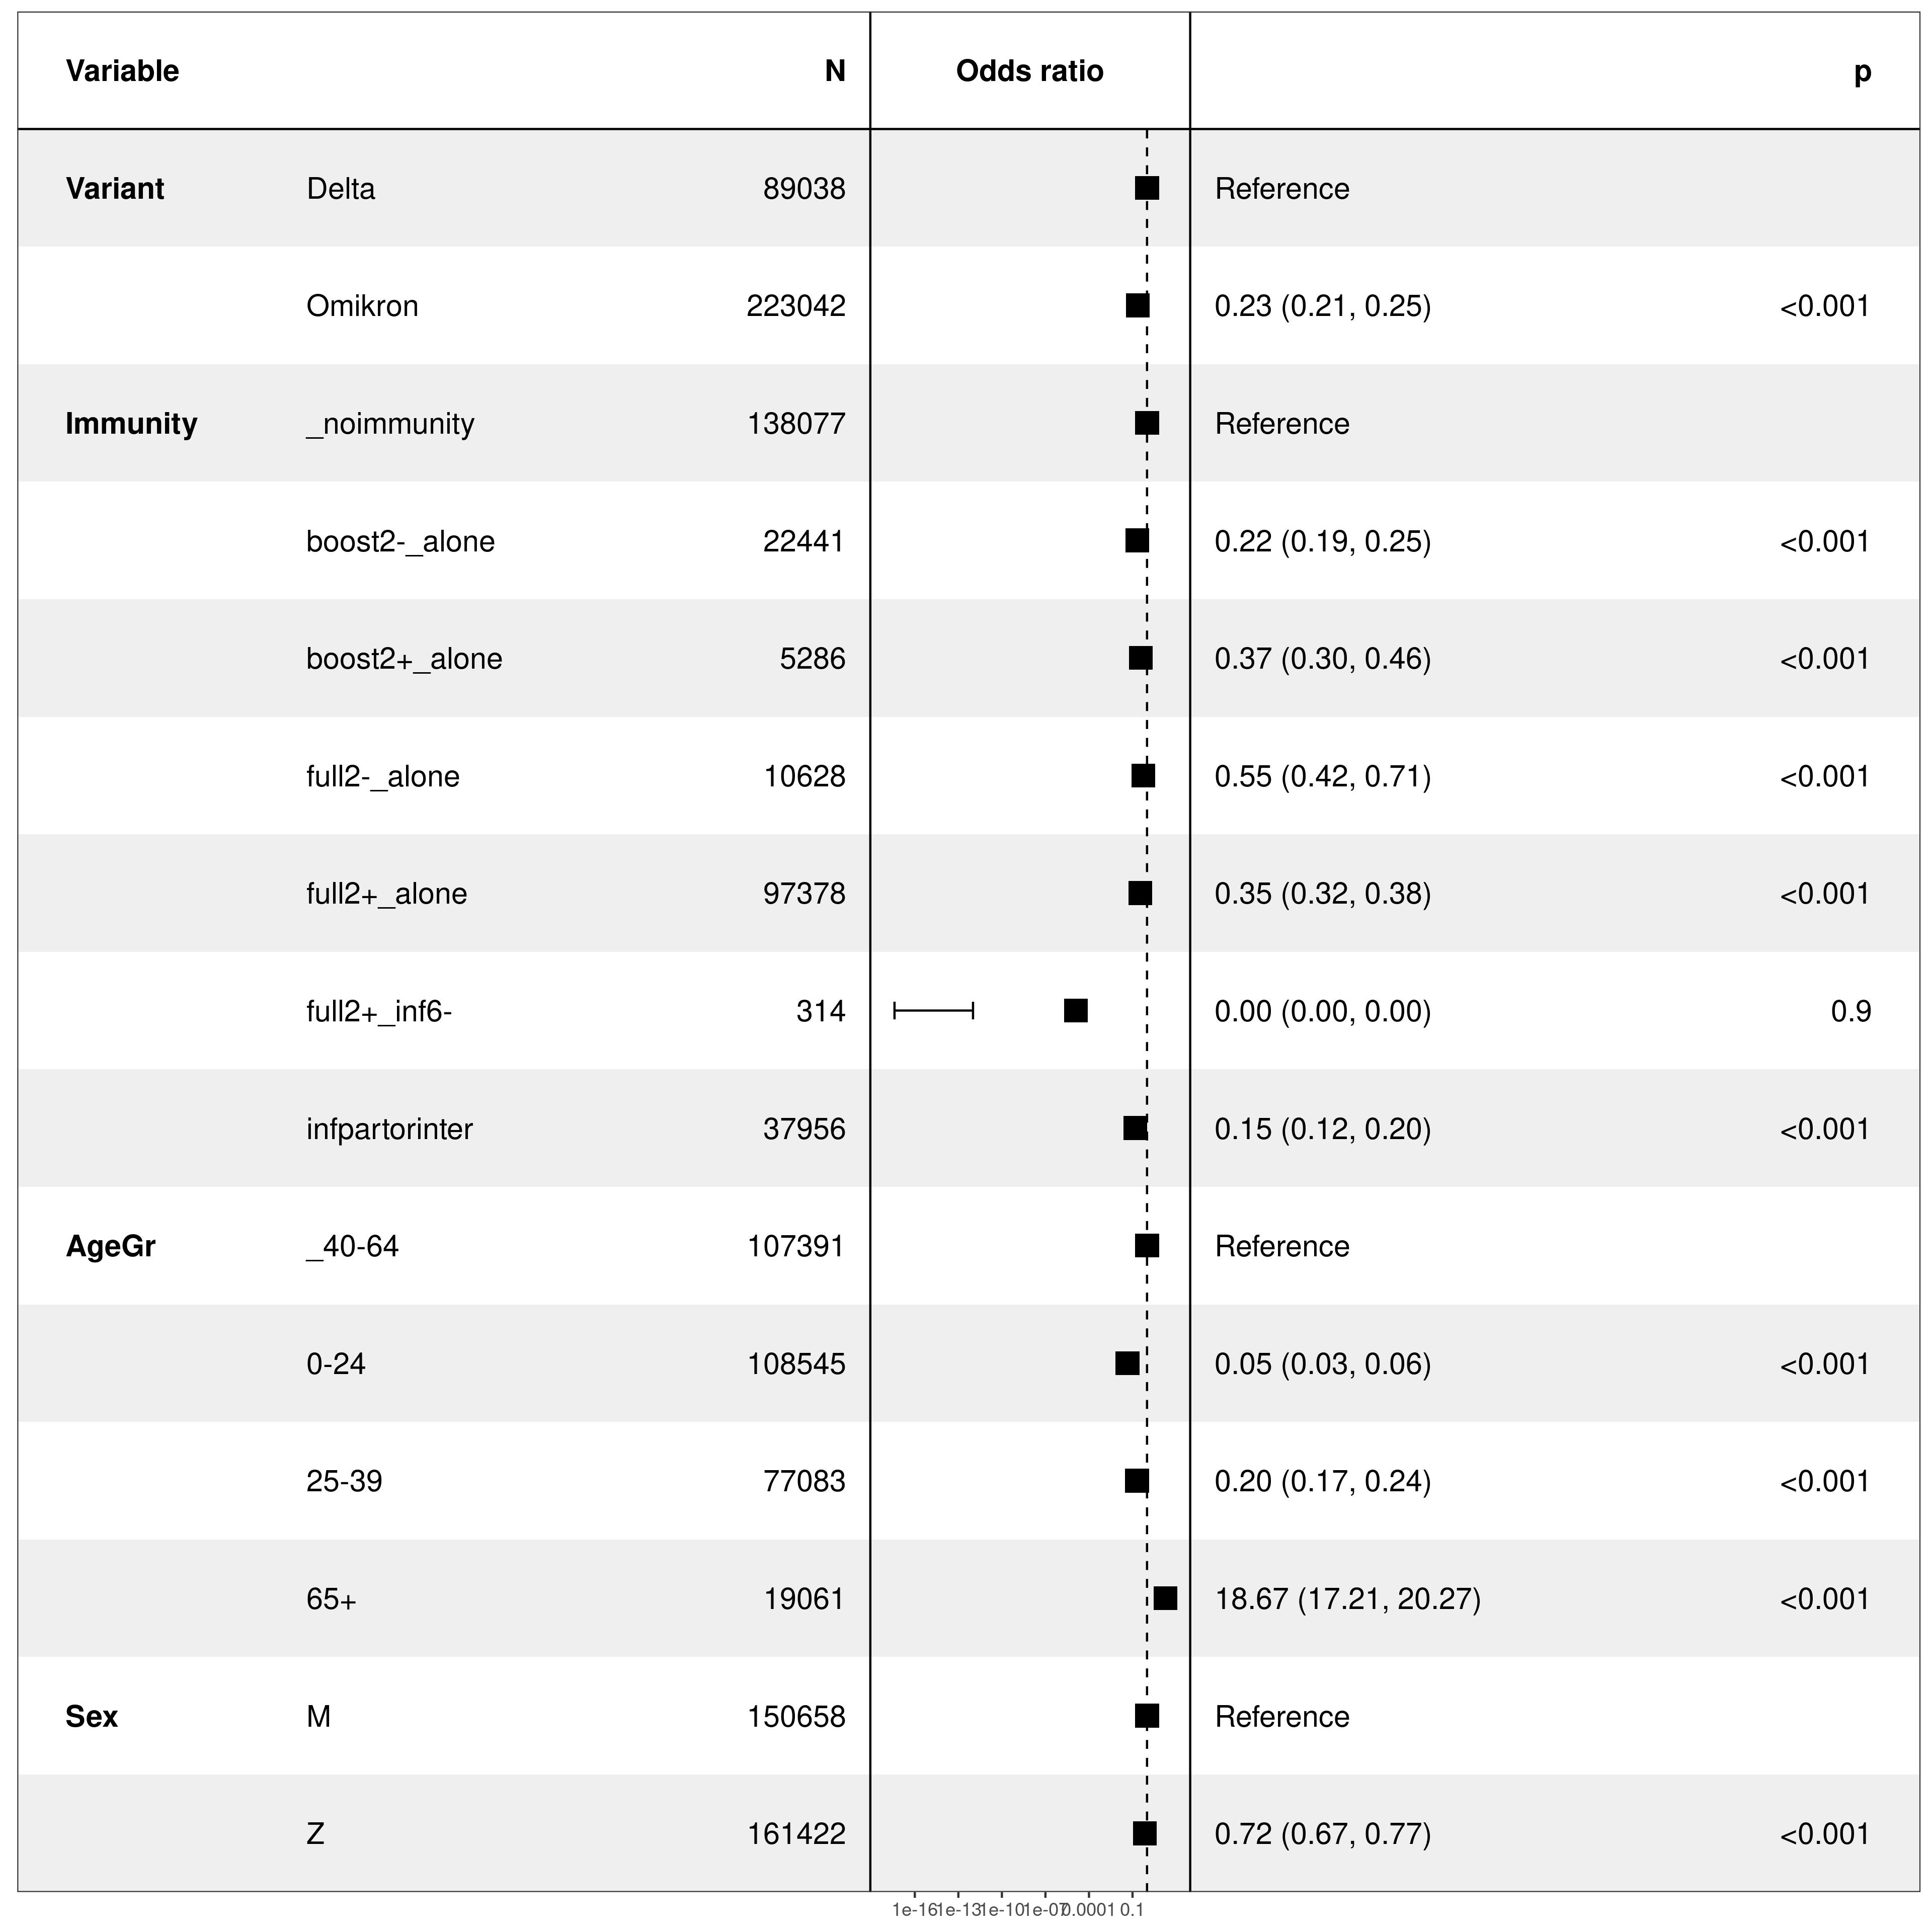 Variable N Odds ratio p
Variant Delta 89038 Reference
Omikron 223042 0.23 (0.21, 0.25) <0.001
Immunity _noimmunity 138077 Reference
boost2-_alone 22441 0.22 (0.19, 0.25) <0.001
boost2+_alone 5286 0.37 (0.30, 0.46) <0.001
full2-_alone 10628 0.55 (0.42, 0.71) <0.001
full2+_alone 97378 0.35 (0.32, 0.38) <0.001
full2+_inf6- 314 0.00 (0.00, 0.00) 0.9
infpartorinter 37956 0.15 (0.12, 0.20) <0.001
AgeGr _40-64 107391 Reference
0-24 108545 0.05 (0.03, 0.06) <0.001
25-39 77083 0.20 (0.17, 0.24) <0.001
65+ 19061 18.67 (17.21, 20.27) <0.001
Sex M 150658 Reference
Z 161422 0.72 (0.67, 0.77) <0.001
1e-16 1e-13 1e-10 1e-07 0.0001 0.1